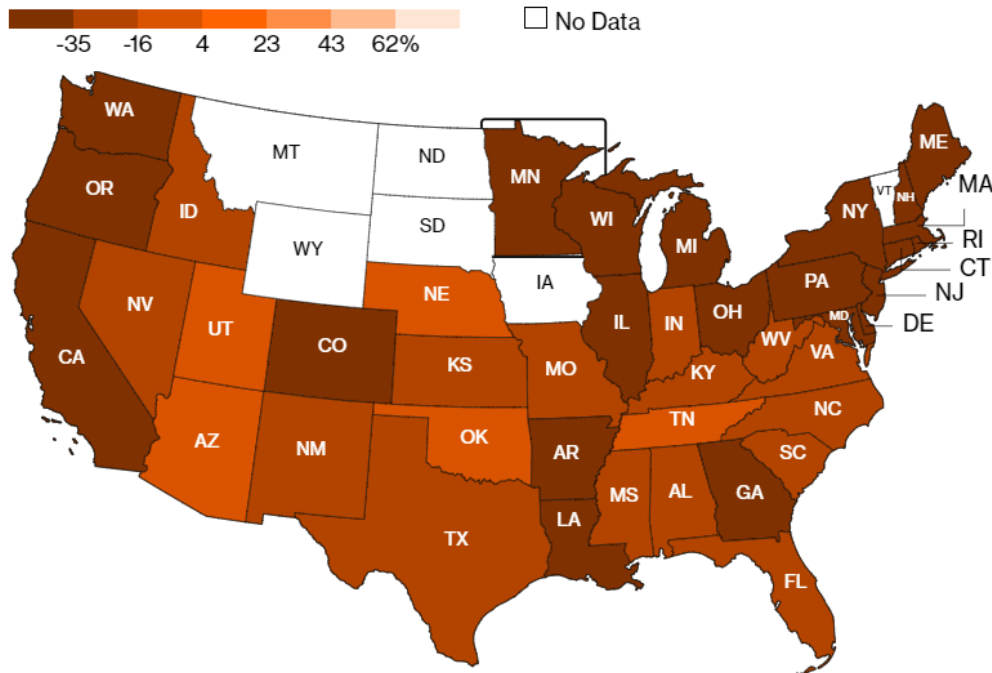 No Data
-35 -16 4 23 43 62%
WA
ME
MT
ND
MN
VT
NH
MA
OR
ID
SD
WI
MI
NY
RI
WY
CT
IA
PA
NJ
NE
NV
UT
CO
IL
IN
OH
MD
DE
CA
KS
MO
WV
VA
KY
AZ
NM
OK
TN
NC
AR
SC
MS
AL
GA
TX
LA
FL